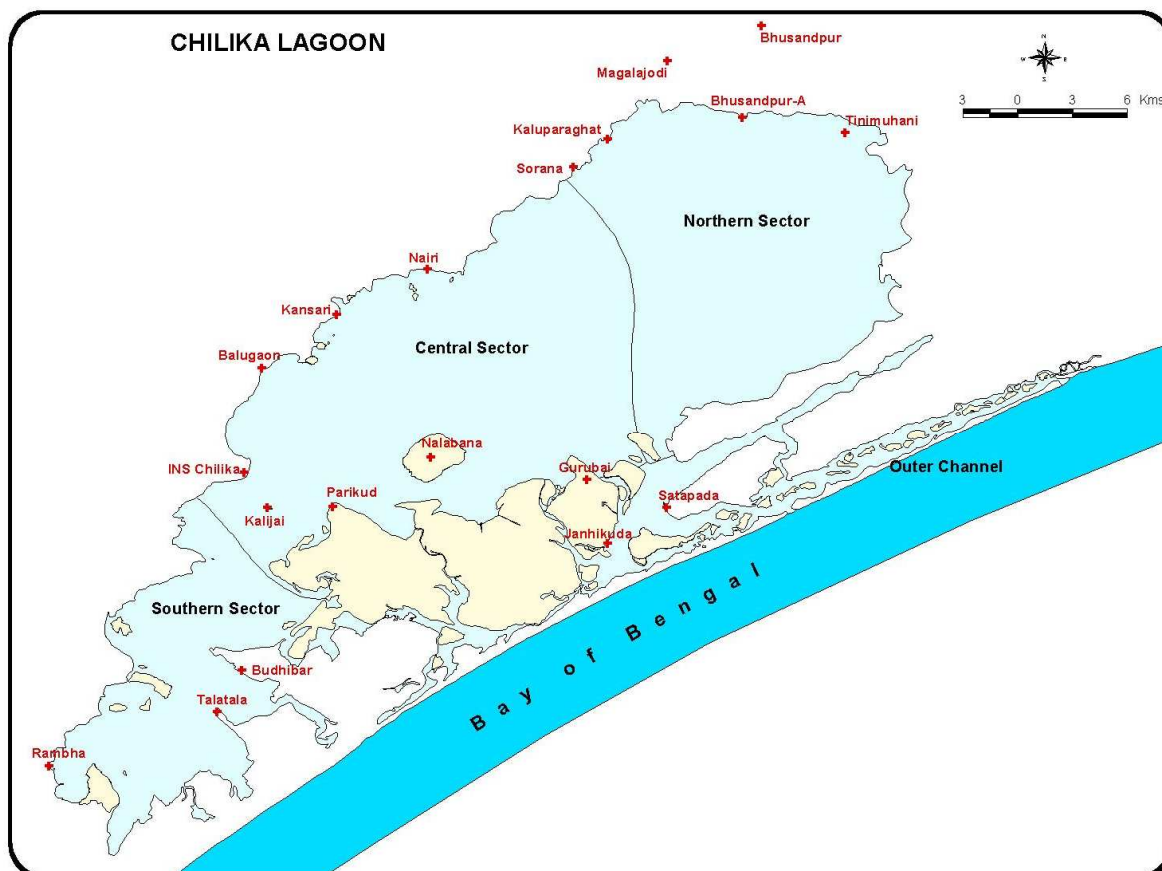 CHILIKA LAGOON
Bhusandpur
N
W E
S
Magalajodi
3 0 3 6 Kms
Bhusandpur-A
Tinimuhani
Kaluparaghat
Sorana
Northern Sector
Nairi
Kansari
Central Sector
Balugaon
Nalabana
Gurubai
Outer Channel
INS Chilika
Parikud
Satapada
Kalijai
Janhikuda
Southern Sector
Bay of Bengal
Budhibar
Talatala
Rambha